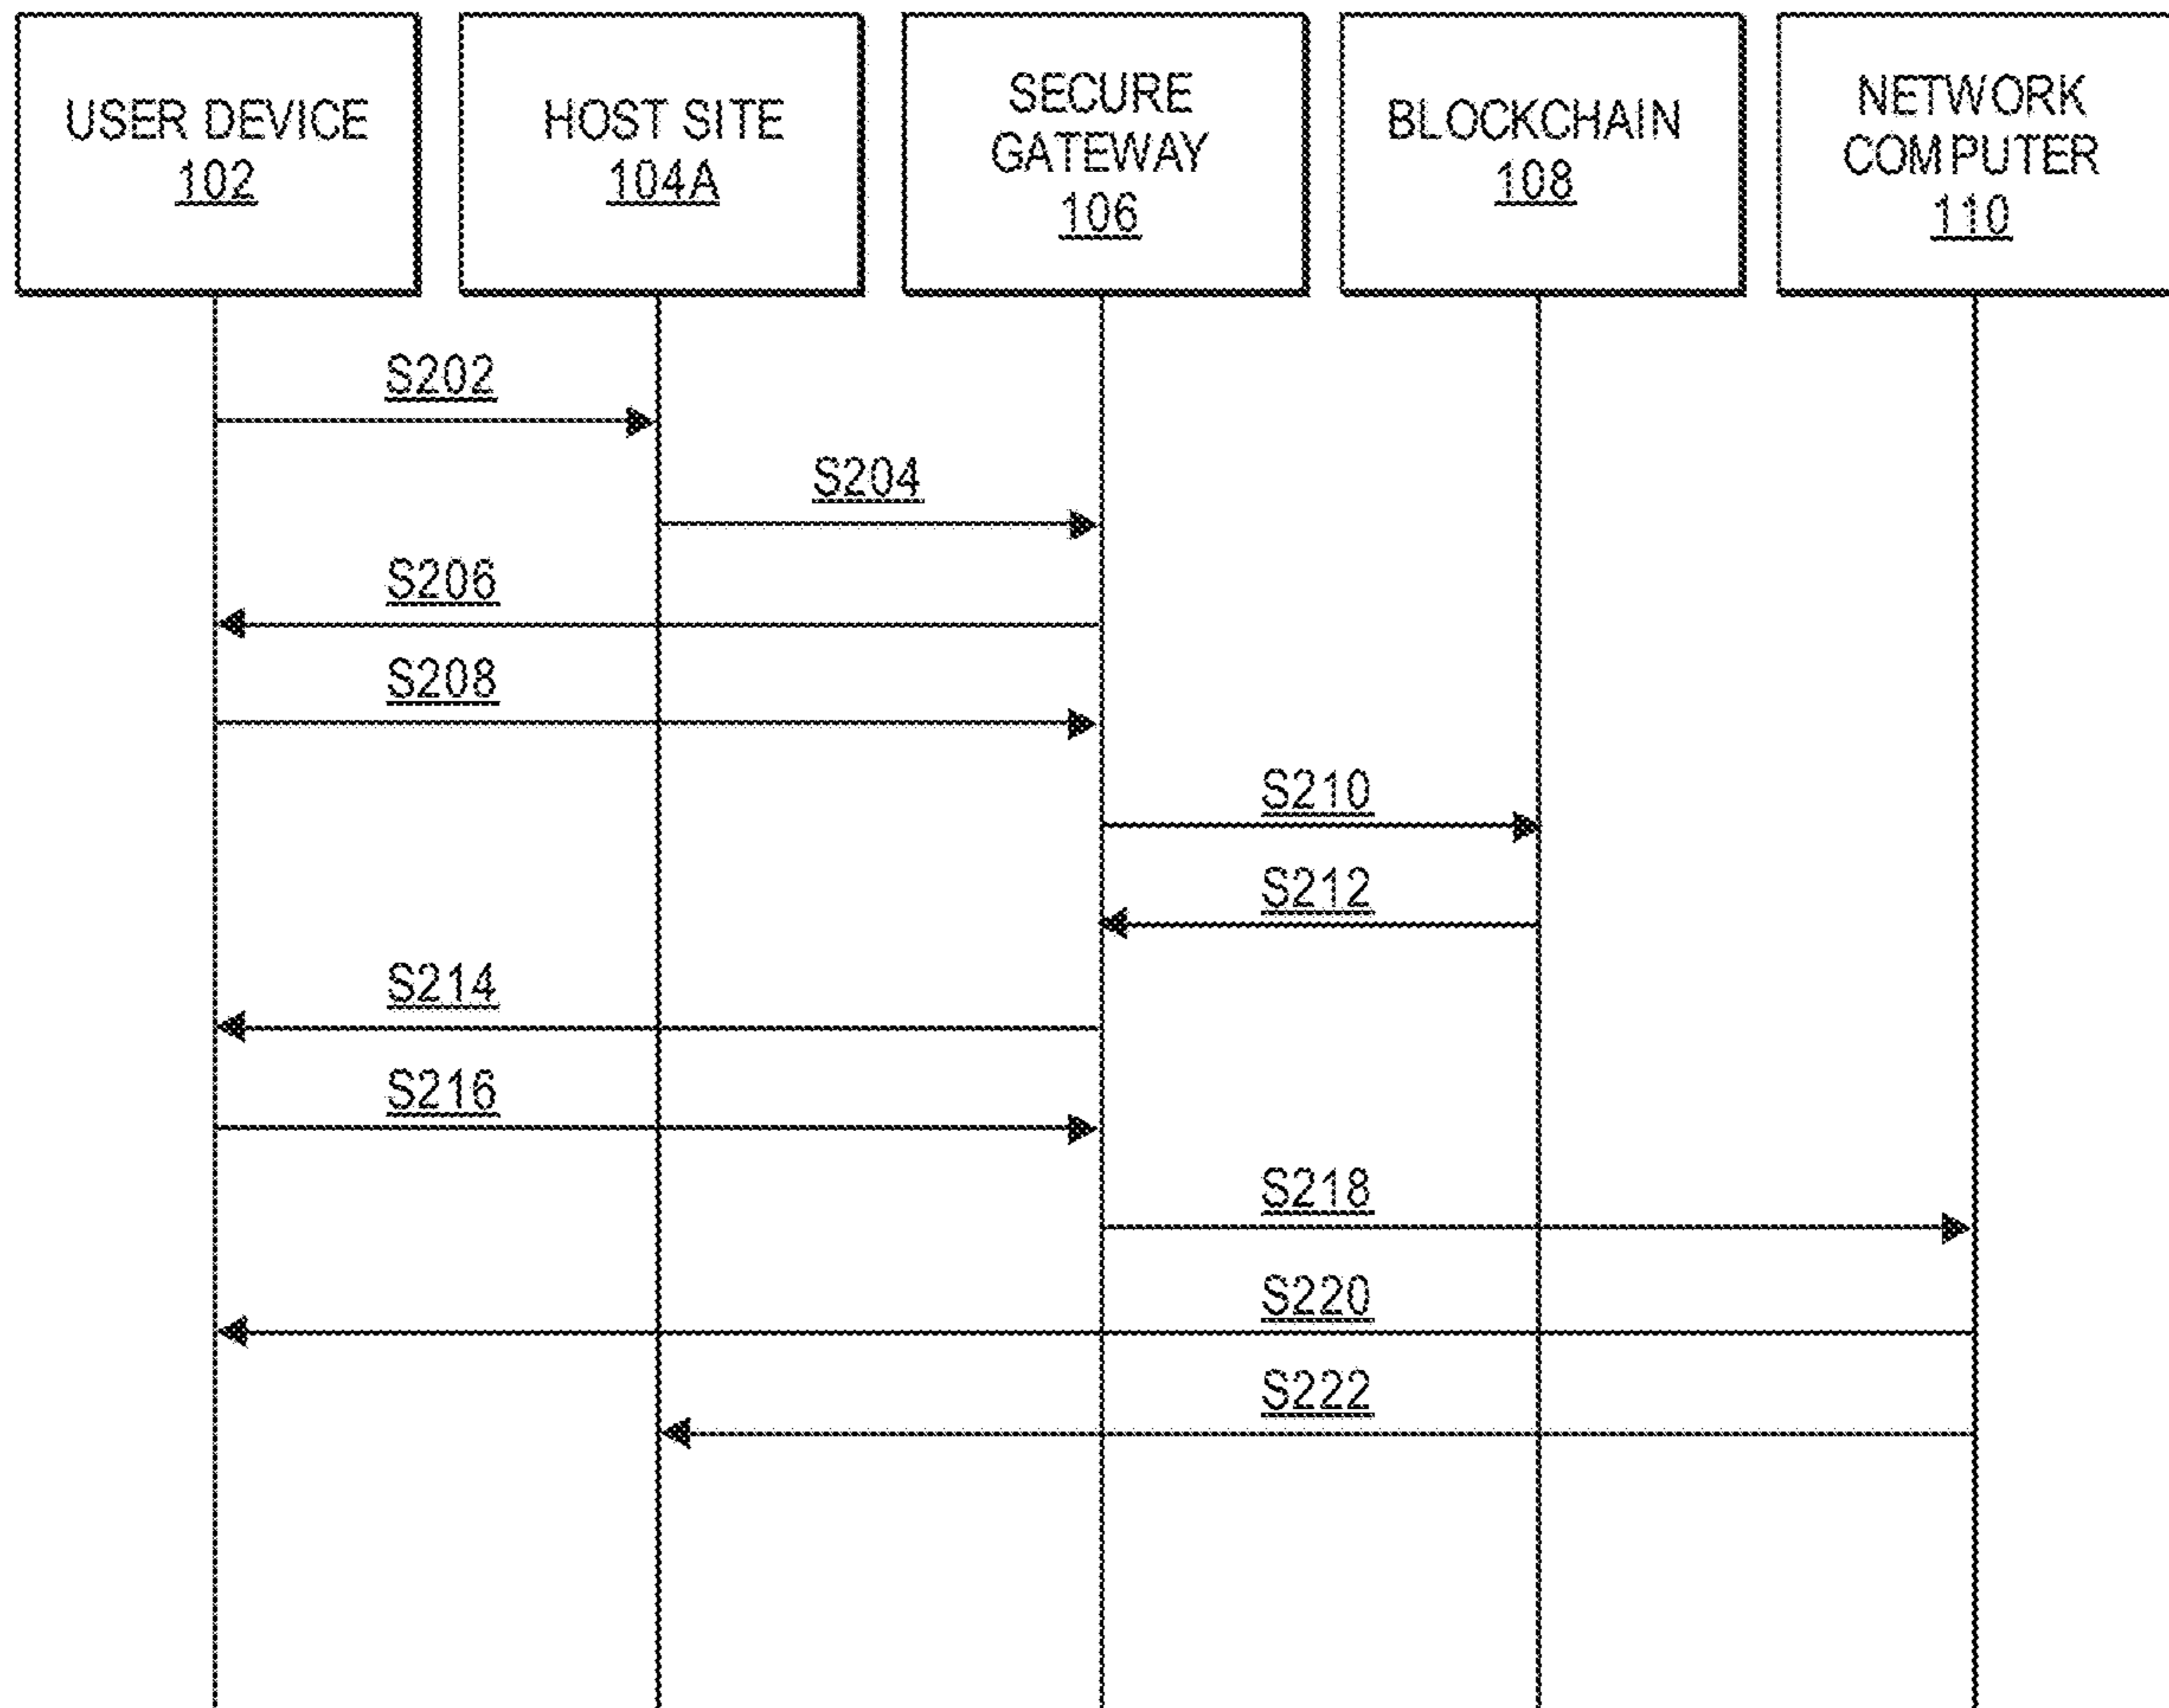 USER DEVICE
102
HOST SITE
104A
SECURE
GATEWAY
106
BLOCKCHAIN
108
NETWORK
COMPUTER
110
S202
S204
S206
S208
S210
S212
S214
S216
S218
S220
S222